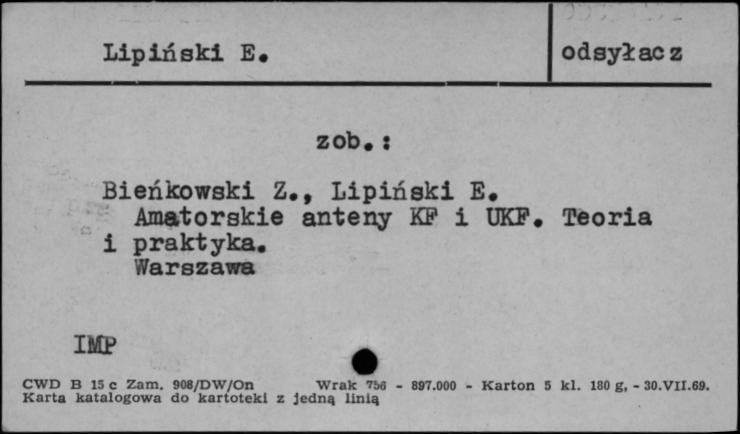 Lipiński E.
odsyłacz
zob.:
Bieńkowski Z., Lipiński E.
Amatorskie anteny KF i UKF. Teoria
i praktyka.
Warszawa
IMP
CWD B 15 c Zam. 908/DW/On Wrak 756 - 897.000 - Karton 5 kl. 180 g. - 30.VII.69.
Karta katalogowa do kartoteki z jedną linią